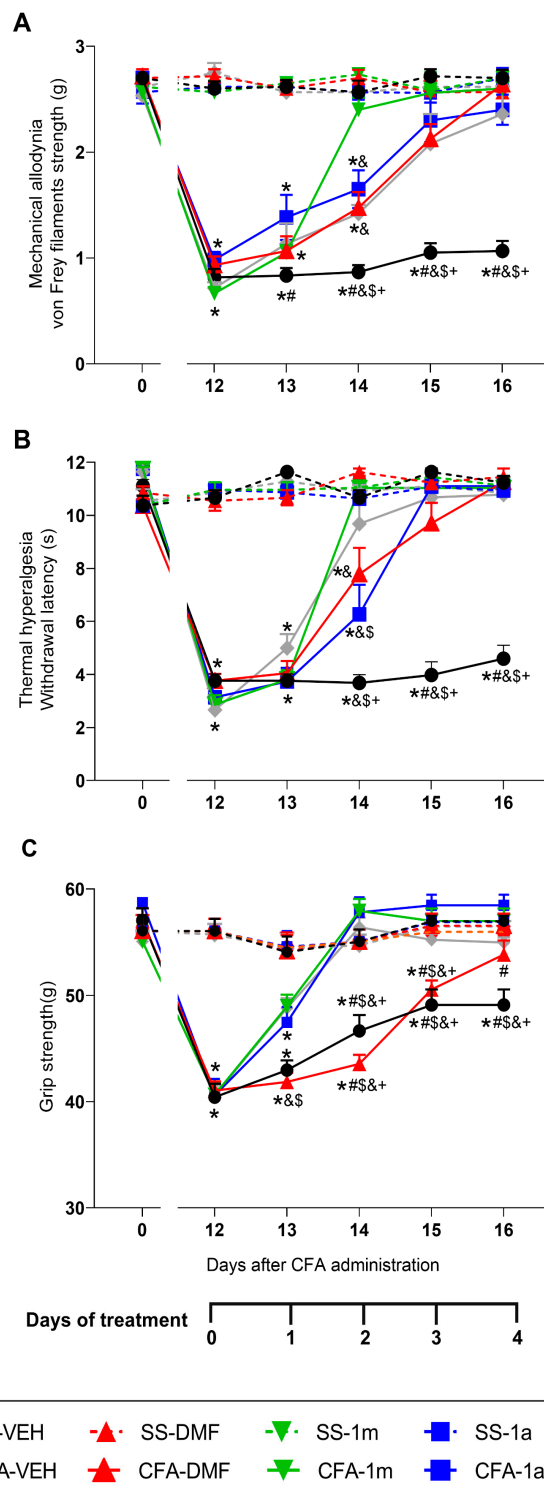 A
Mechanical allodynia
von Frey filaments strength (g)
3
2
1
0
* * * *& *& *#
* *#&$+ *#&$+ *#&$+
0 12 13 14 15 16
B
Thermal hyperalgesia
Withdrawal latency (s)
12
10
8
6
4
2
0
* * *& *&$
* * *&$+ *#&$+ *#&$+
0 12 13 14 15 16
C
Grip strength(g)
60
50
40
30
* * * *#$&+ *#$&+ #
* *&$ *#$&+ *#$&+ *#$&+
0 12 13 14 15 16
Days after CFA administration
Days of treatment
0 1 2 3 4
-VEH SS-DMF SS-1m SS-1a
A-VEH CFA-DMF CFA-1m CFA-1a